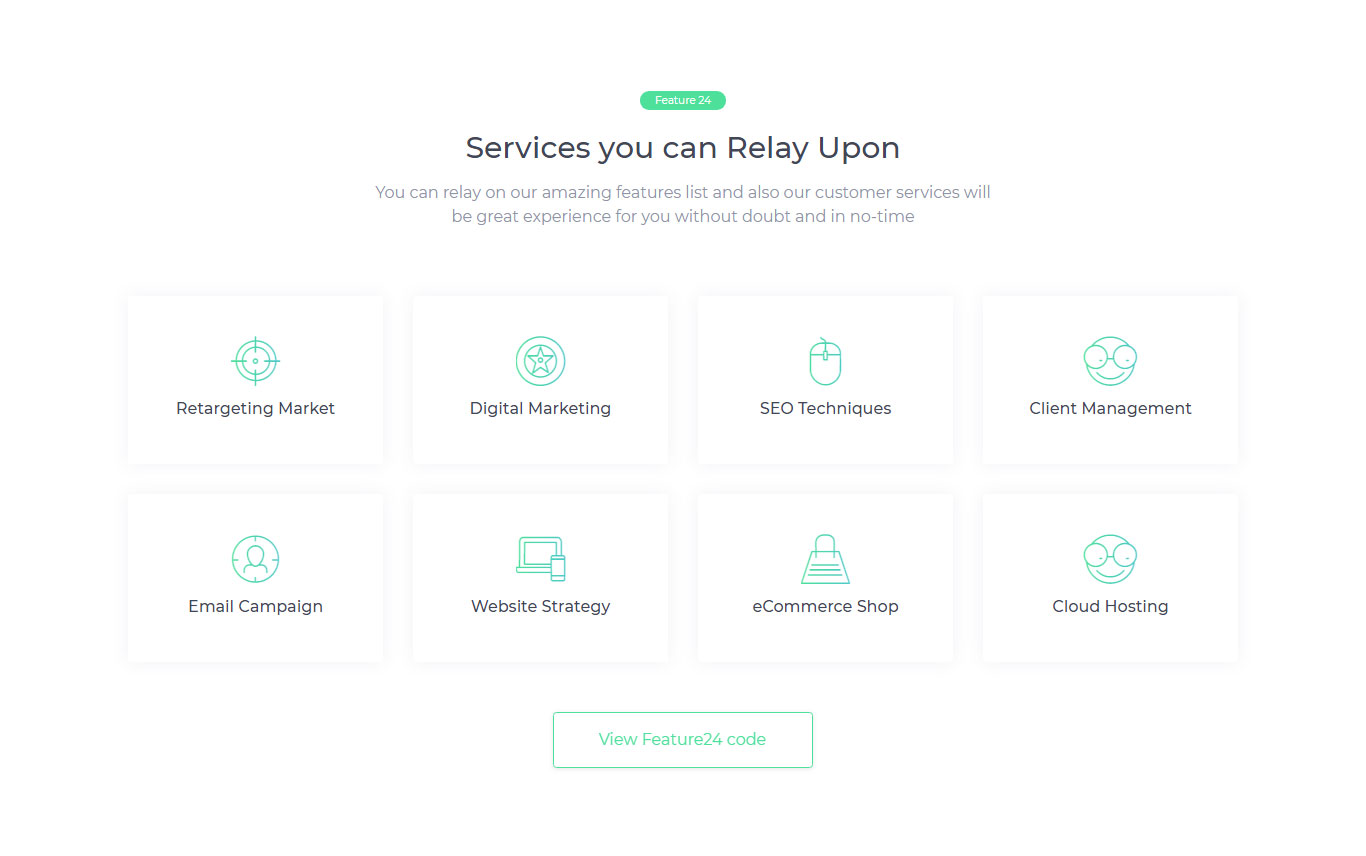 Feature 24
Services you can Relay Upon
You can relay on our amazing features list and also our customer services will
be great experience for you without doubt and in no-time
Retargeting Market
Digital Marketing
SEO Techniques
Client Management
Email Campaign
Website Strategy
eCommerce Shop
Cloud Hosting
View Feature24 code